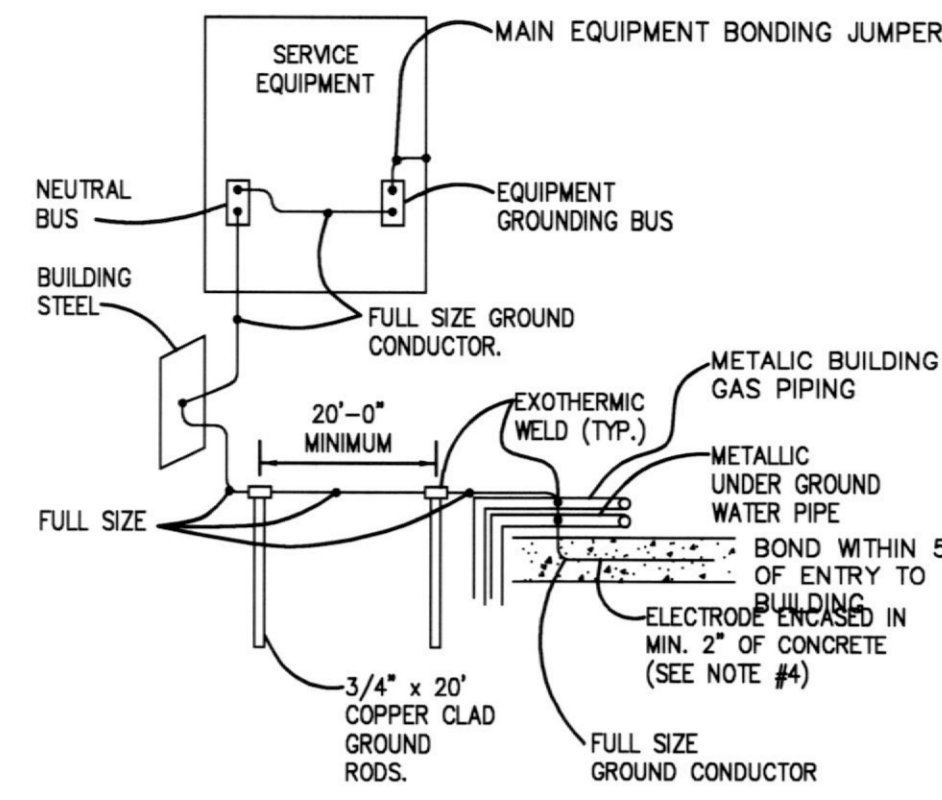 SERVICE
EQUIPMENT
MAIN EQUIPMENT BONDING JUMPER
NEUTRAL
BUS
EQUIPMENT
GROUNDING BUS
BUILDING
STEEL
FULL SIZE GROUND
CONDUCTOR.
METALIC BUILDING
GAS PIPING
20'-0"
MINIMUM
EXOTHERMIC
WELD (TYP.)
METALLIC
UNDER GROUND
WATER PIPE
FULL SIZE
BOND WITHIN 5
OF ENTRY TO
BUILDING
ELECTRODE ENCASED IN
MIN. 2" OF CONCRETE
(SEE NOTE #4)
3/4" x 20'
COPPER CLAD
GROUND
RODS.
FULL SIZE
GROUND CONDUCTOR